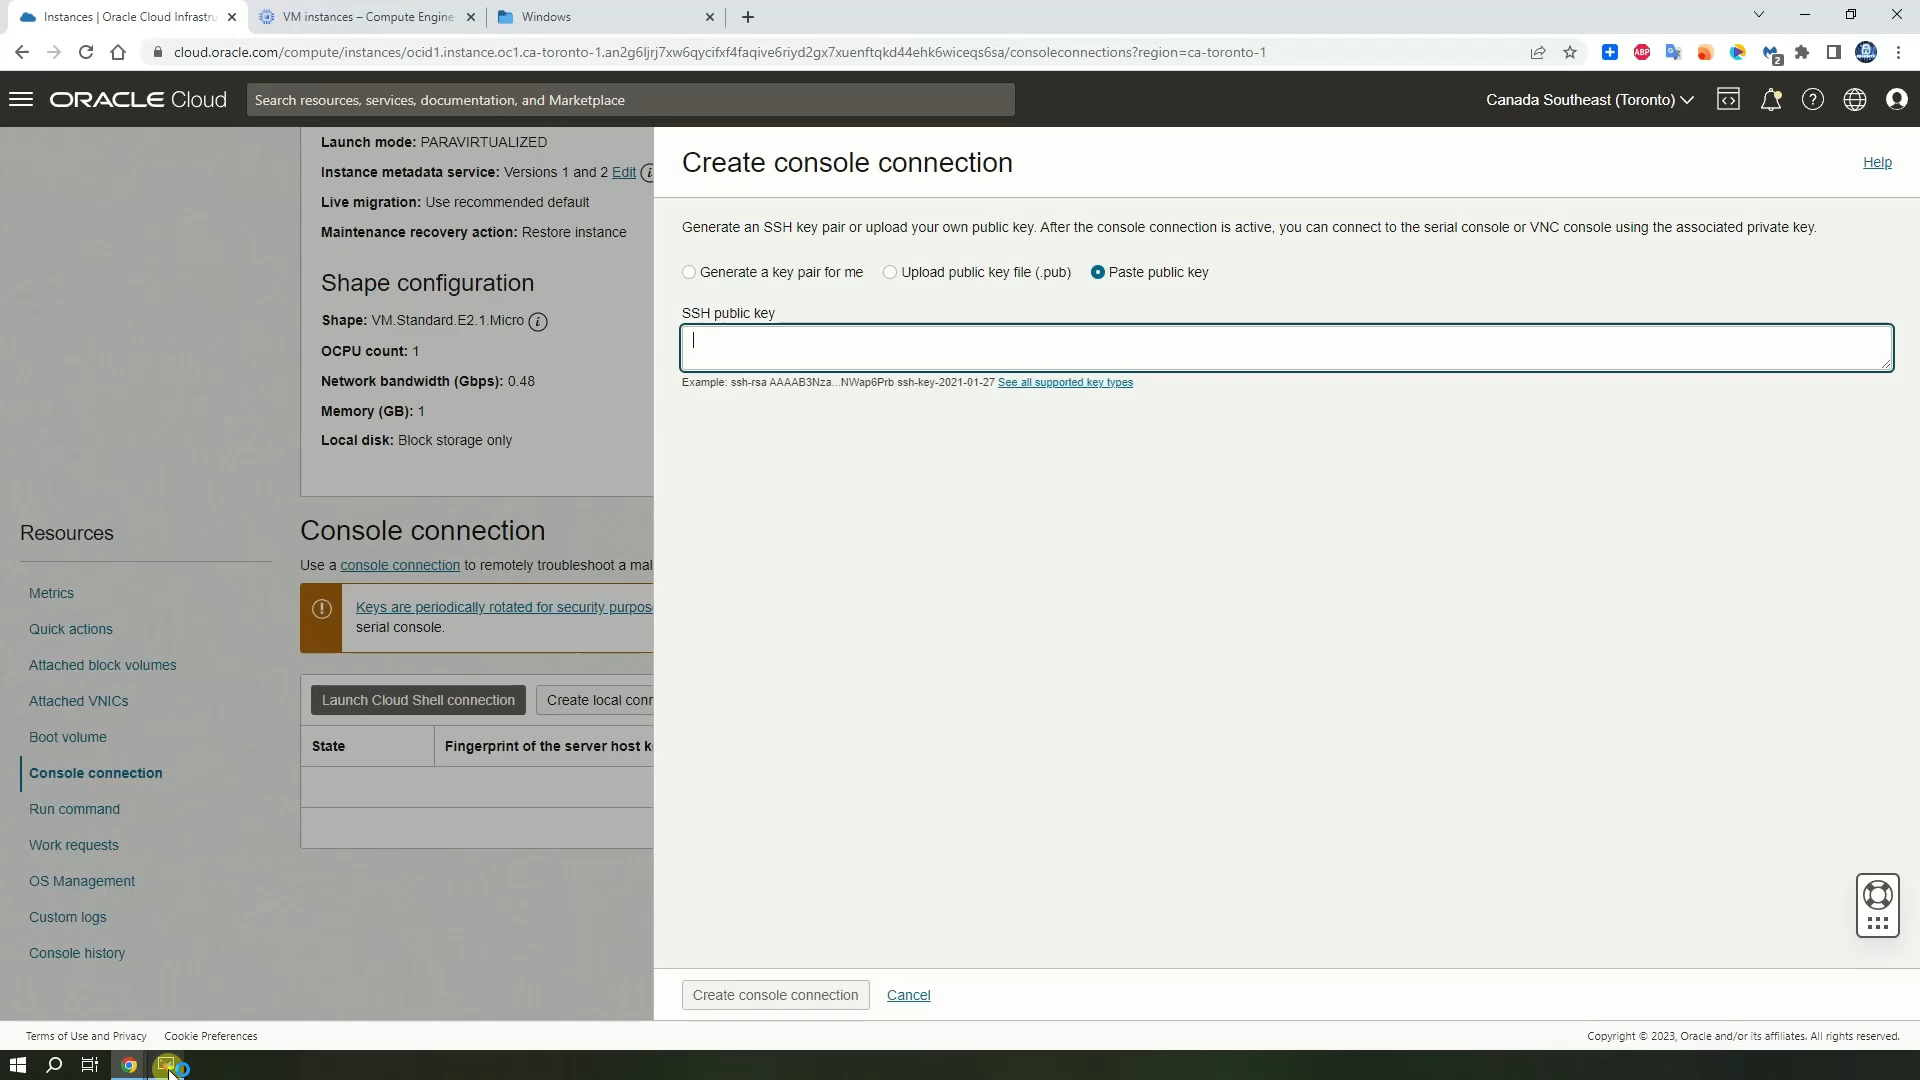 Instances | Oracle Cloud Infrastru
VM instances – Compute Engine
Windows
cloud.oracle.com/compute/instances/ocid1.instance.oc1.ca-toronto-1.an2g6ljrj7xw6qycifxf4faqive6riyd2gx7xuenftqkd44ehk6wiceqs6sa/consoleconnections?region=ca-toronto-1
ABP
2
ORACLE Cloud
Search resources, services, documentation, and Marketplace
Canada Southeast (Toronto)
Launch mode: PARAVIRTUALIZED
Instance metadata service: Versions 1 and 2 Edit
Live migration: Use recommended default
Maintenance recovery action: Restore instance
Shape configuration
Shape: VM.Standard.E2.1.Micro
OCPU count: 1
Network bandwidth (Gbps): 0.48
Memory (GB): 1
Local disk: Block storage only
Resources
Metrics
Quick actions
Attached block volumes
Attached VNICs
Boot volume
Console connection
Run command
Work requests
OS Management
Custom logs
Console history
Console connection
Use a console connection to remotely troubleshoot a mal
Keys are periodically rotated for security purpos
serial console.
Launch Cloud Shell connection
Create local conn
State
Fingerprint of the server host k
Create console connection
Help
Generate an SSH key pair or upload your own public key. After the console connection is active, you can connect to the serial console or VNC console using the associated private key.
Generate a key pair for me
Upload public key file (.pub)
Paste public key
SSH public key
Example: ssh-rsa AAAAB3Nza...NWap6Prb ssh-key-2021-01-27 See all supported key types
Create console connection
Cancel
Terms of Use and Privacy
Cookie Preferences
Copyright © 2023, Oracle and/or its affiliates. All rights reserved.